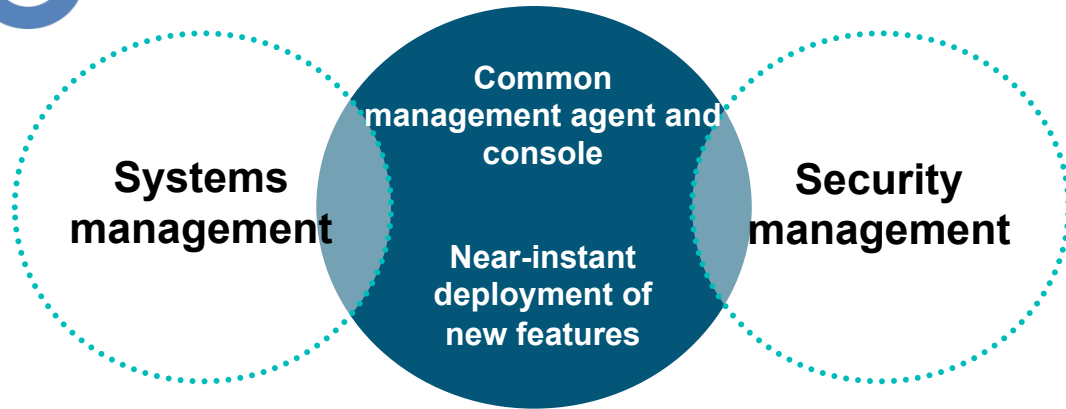 Systems
management
Common
management agent and
console
Near-instant
deployment of
new features
Security
management